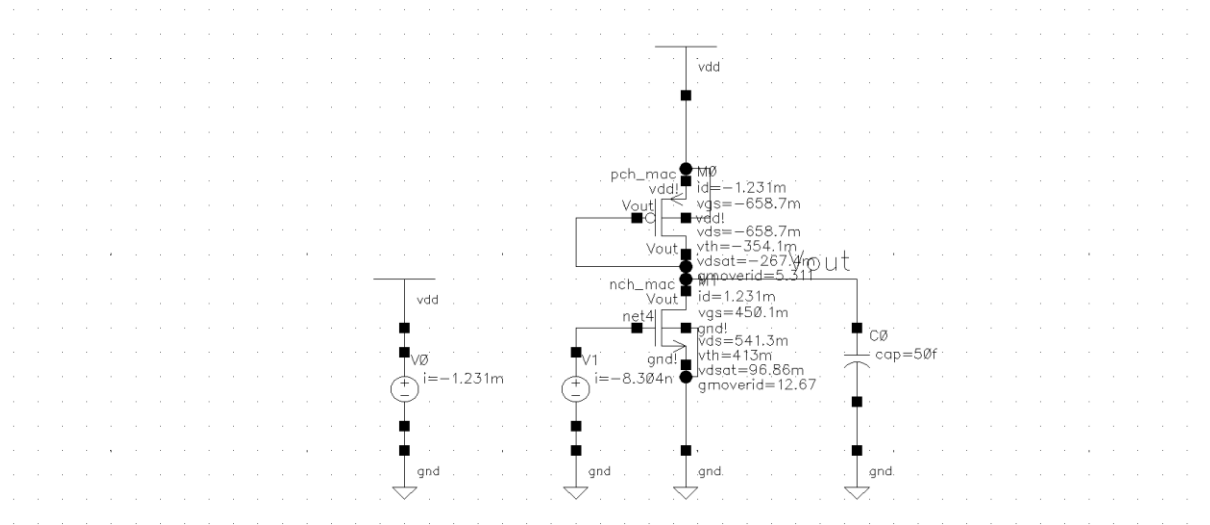 vdd
pch_mac
M0
vdd!
id=-1.231m
Vout
vgs=-658.7m
vdd!
vds=-658.7m
Vout
vth=-354.1m
vdsat=-267.4m
Vout
gmoverid=5.311
nch_mac
M1
Vout
id=1.231m
net4
vgs=450.1m
gnd!
vds=541.3m
gnd!
vth=413m
vdsat=96.86m
gmoverid=12.67
vdd
V0
i=-1.231m
gnd
V1
i=-8.304n
gnd
gnd
C0
cap=50f
gnd